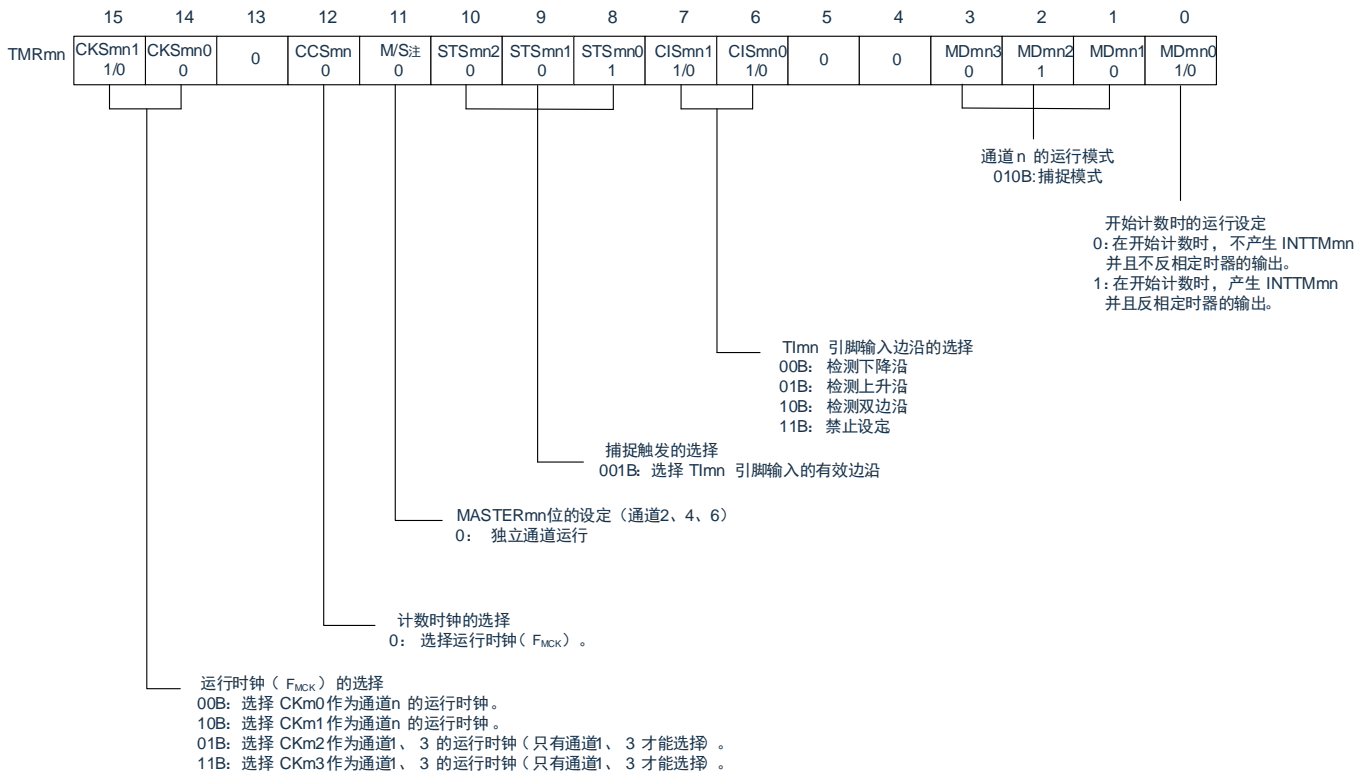 15 14 13 12 11 10 9 8 7 6 5 4 3 2 1 0
TMRmn CKSmn1 CKSmn0 0 CCSmn M/S注 STSmn2 STSmn1 STSmn0 CISmn1 CISmn0 0 0 MDmn3 MDmn2 MDmn1 MDmn0
1/0 0 0 0 0 0 1 1/0 1/0 0 1 0 1/0
通道n 的运行模式
010B:捕捉模式
开始计数时的运行设定
0:在开始计数时，不产生 INTTMmn
并且不反相定时器的输出。
1:在开始计数时，产生 INTTMmn
并且反相定时器的输出。
TImn 引脚输入边沿的选择
00B： 检测下降沿
01B： 检测上升沿
10B： 检测双边沿
11B： 禁止设定
捕捉触发的选择
001B：选择 TImn 引脚输入的有效边沿
MASTERmn位的设定（通道2、4、6）
0： 独立通道运行
计数时钟的选择
0： 选择运行时钟（ FMCK）。
运行时钟（ FMCK）的选择
00B：选择 CKm0作为通道n 的运行时钟。
10B：选择 CKm1作为通道n 的运行时钟。
01B：选择 CKm2作为通道1、 3 的运行时钟（只有通道1、 3 才能选择）。
11B：选择 CKm3作为通道1、 3 的运行时钟（只有通道1、 3 才能选择）。